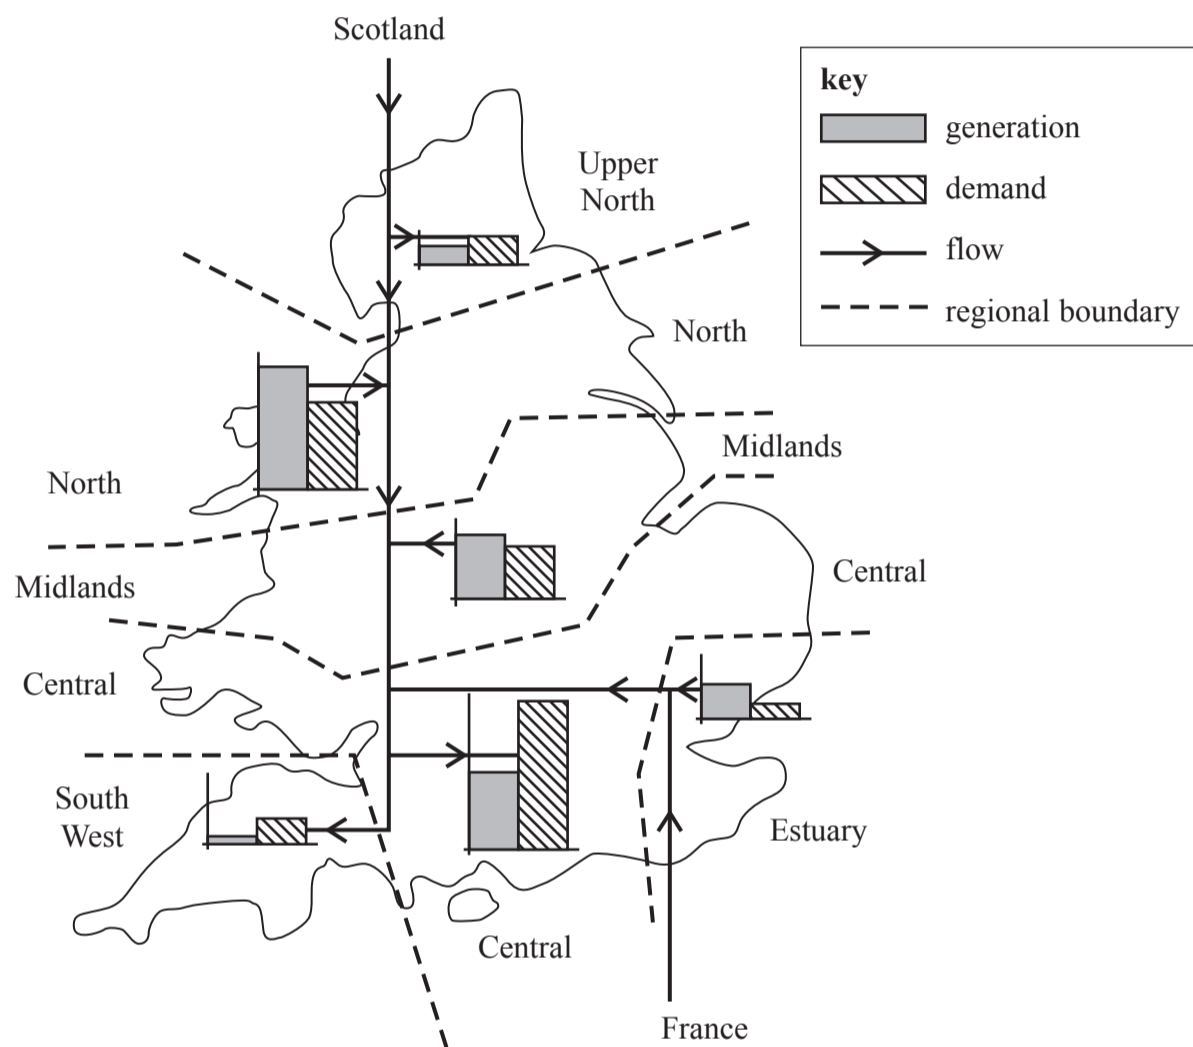 Scotland
key
generation
demand
flow
regional boundary
Upper
North
North
Midlands
North
Midlands
Central
Central
South
West
Estuary
Central
France